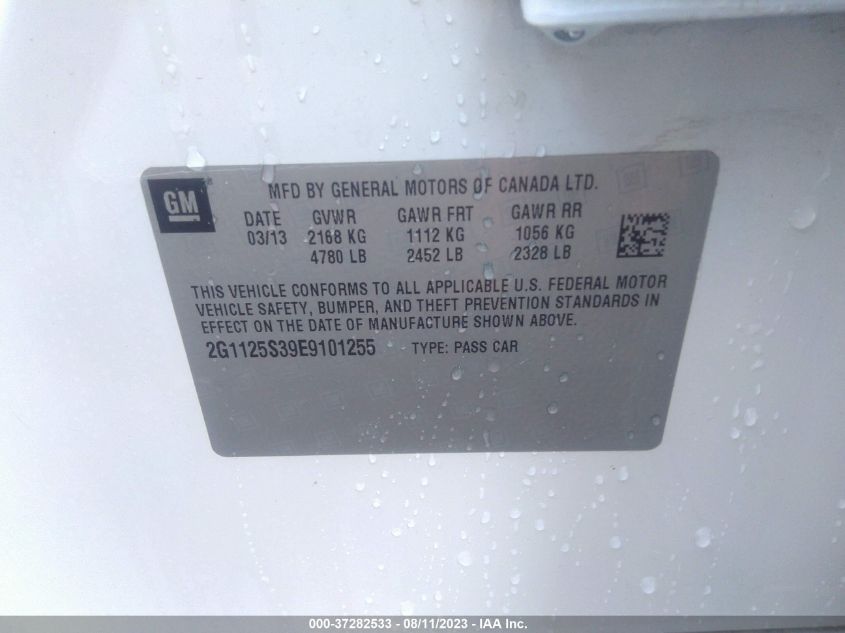 GM ®
MFD BY GENERAL MOTORS OF CANADA LTD.
DATE GVWR GAWR FRT GAWR RR
03/13 2168 KG 1112 KG 1056 KG
4780 LB 2452 LB 2328 LB
THIS VEHICLE CONFORMS TO ALL APPLICABLE U.S. FEDERAL MOTOR
VEHICLE SAFETY, BUMPER, AND THEFT PREVENTION STANDARDS IN
EFFECT ON THE DATE OF MANUFACTURE SHOWN ABOVE.
2G1125S39E9101255 TYPE: PASS CAR
000-37282533 - 08/11/2023 - IAA Inc.